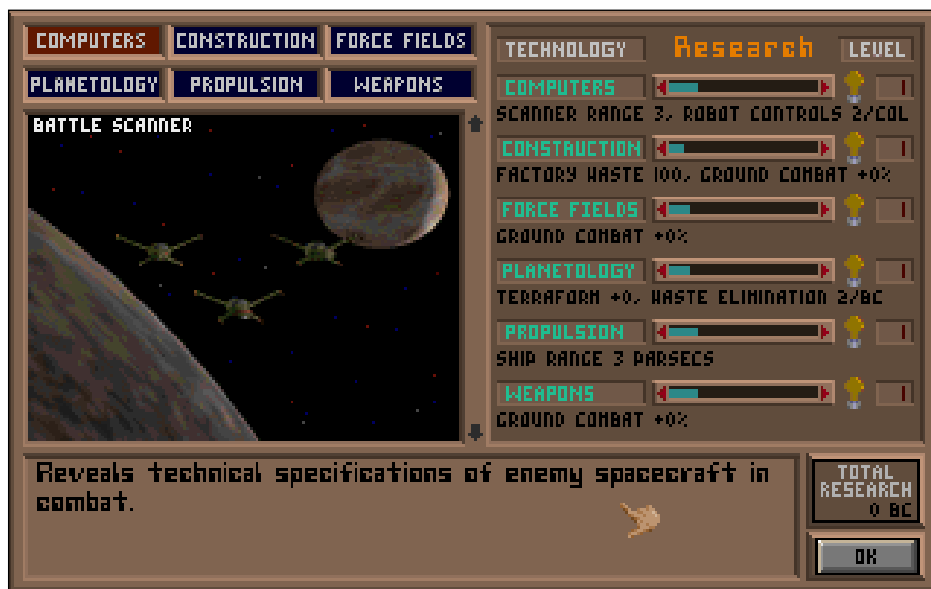 COMPUTERS CONSTRUCTION FORCE FIELDS
PLANETOLOGY PROPULSION WEAPONS
BATTLE SCANNER
Reveals technical specifications of enemy spacecraft in
combat.
TECHNOLOGY Research LEVEL
COMPUTERS 1
SCANNER RANGE 3, ROBOT CONTROLS 2/COL
CONSTRUCTION 1
FACTORY WASTE 100, GROUND COMBAT +0%
FORCE FIELDS 1
GROUND COMBAT +0%
PLANETOLOGY 1
TERRAFORM +0, WASTE ELIMINATION 2/BC
PROPULSION 1
SHIP RANGE 3 PARSECS
WEAPONS 1
GROUND COMBAT +0%
TOTAL
RESEARCH
0 BC
OK